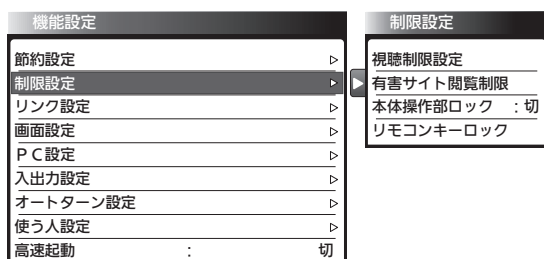 機能設定
節約設定
制限設定
リンク設定
画面設定
ＰＣ設定
入出力設定
オートターン設定
使う人設定
高速起動 : 切
制限設定
視聴制限設定
有害サイト閲覧制限
本体操作部ロック :切
リモコンキーロック